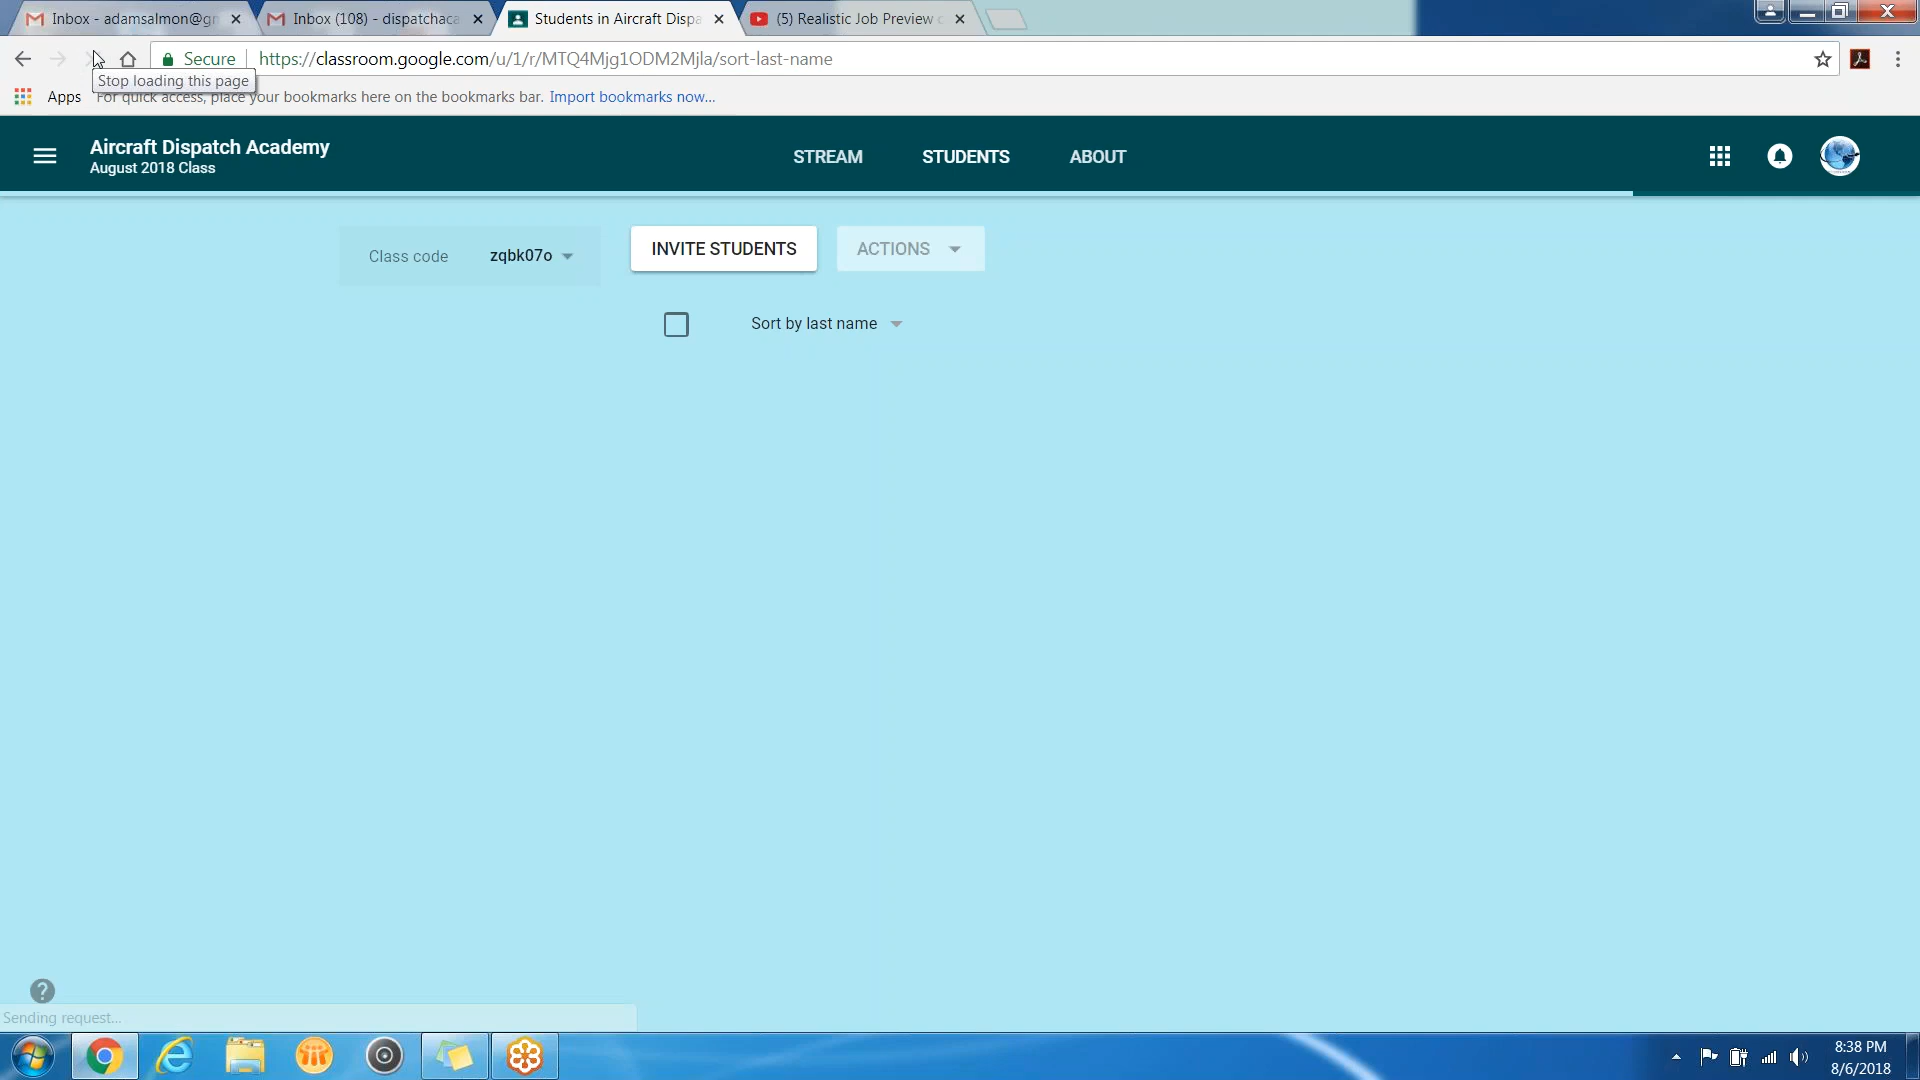 Inbox - adamsalmon@gm
Inbox (108) - dispatchaca
Students in Aircraft Dispa
(5) Realistic Job Preview
Secure
https://classroom.google.com/u/1/r/MTQ4Mjg1ODM2Mjla/sort-last-name
Stop loading this page
Apps
For quick access, place your bookmarks here on the bookmarks bar. Import bookmarks now...
Aircraft Dispatch Academy
August 2018 Class
STREAM
STUDENTS
ABOUT
Class code
zqbk07o
INVITE STUDENTS
ACTIONS
Sort by last name
?
Sending request...
8:38 PM
8/6/2018